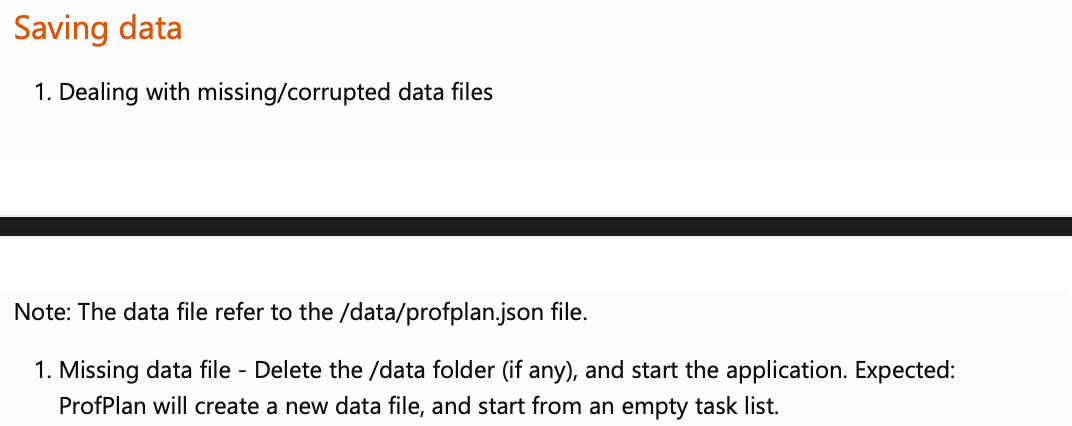 Saving data
1. Dealing with missing/corrupted data files
Note: The data file refer to the /data/profplan.json file.
1. Missing data file - Delete the /data folder (if any), and start the application. Expected:
ProfPlan will create a new data file, and start from an empty task list.